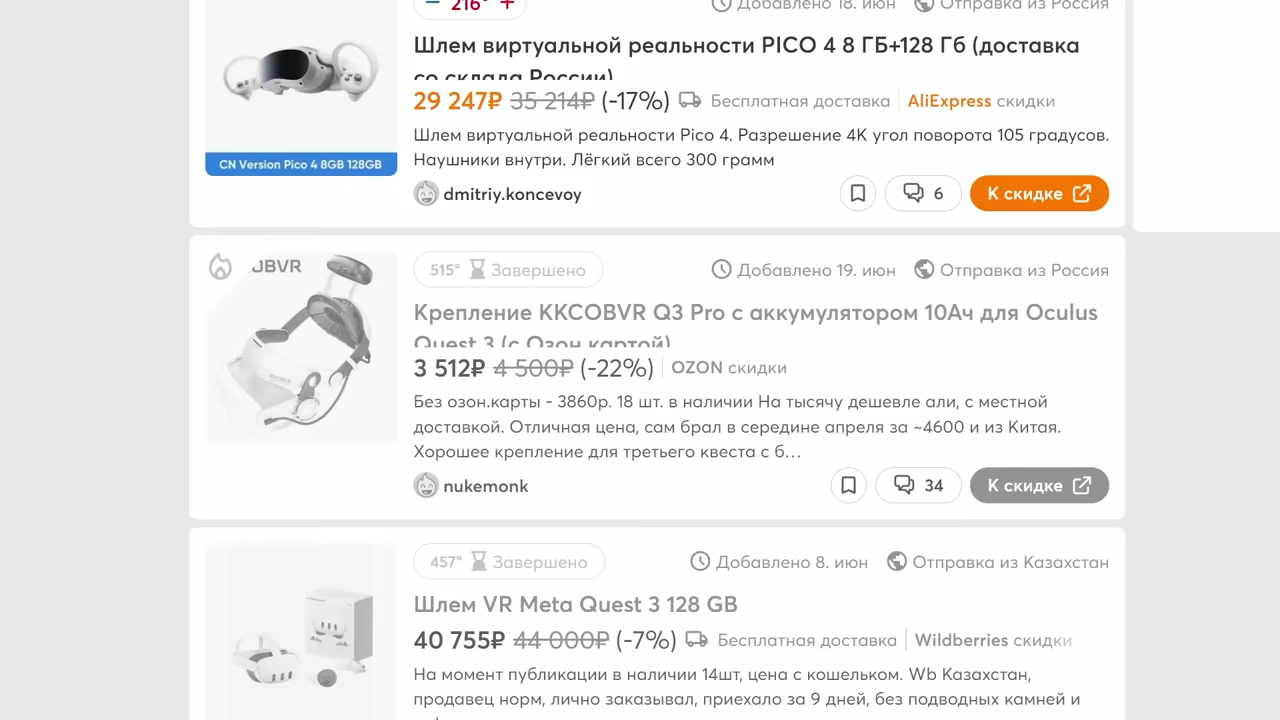 − 216° +
Добавлено 18. июн
Отправка из Россия
Шлем виртуальной реальности PICO 4 8 ГБ+128 Гб (доставка
со склада России)
29 247₽ 35 214₽ (-17%) Бесплатная доставка AliExpress скидки
Шлем виртуальной реальности Pico 4. Разрешение 4K угол поворота 105 градусов.
Наушники внутри. Лёгкий всего 300 грамм
CN Version Pico 4 8GB 128GB
dmitriy.koncevoy
6
К скидке
515° Завершено
Добавлено 19. июн
Отправка из Россия
Крепление KKCOBVR Q3 Pro с аккумулятором 10Ач для Oculus
Quest 3 (с Озон картой)
3 512₽ 4 500₽ (-22%) OZON скидки
Без озон.карты - 3860р. 18 шт. в наличии На тысячу дешевле али, с местной
доставкой. Отличная цена, сам брал в середине апреля за ~4600 и из Китая.
Хорошее крепление для третьего квеста с б…
nukemonk
34
К скидке
457° Завершено
Добавлено 8. июн
Отправка из Казахстан
Шлем VR Meta Quest 3 128 GB
40 755₽ 44 000₽ (-7%) Бесплатная доставка Wildberries скидки
На момент публикации в наличии 14шт, цена с кошельком. Wb Казахстан,
продавец норм, лично заказывал, приехало за 9 дней, без подводных камней и